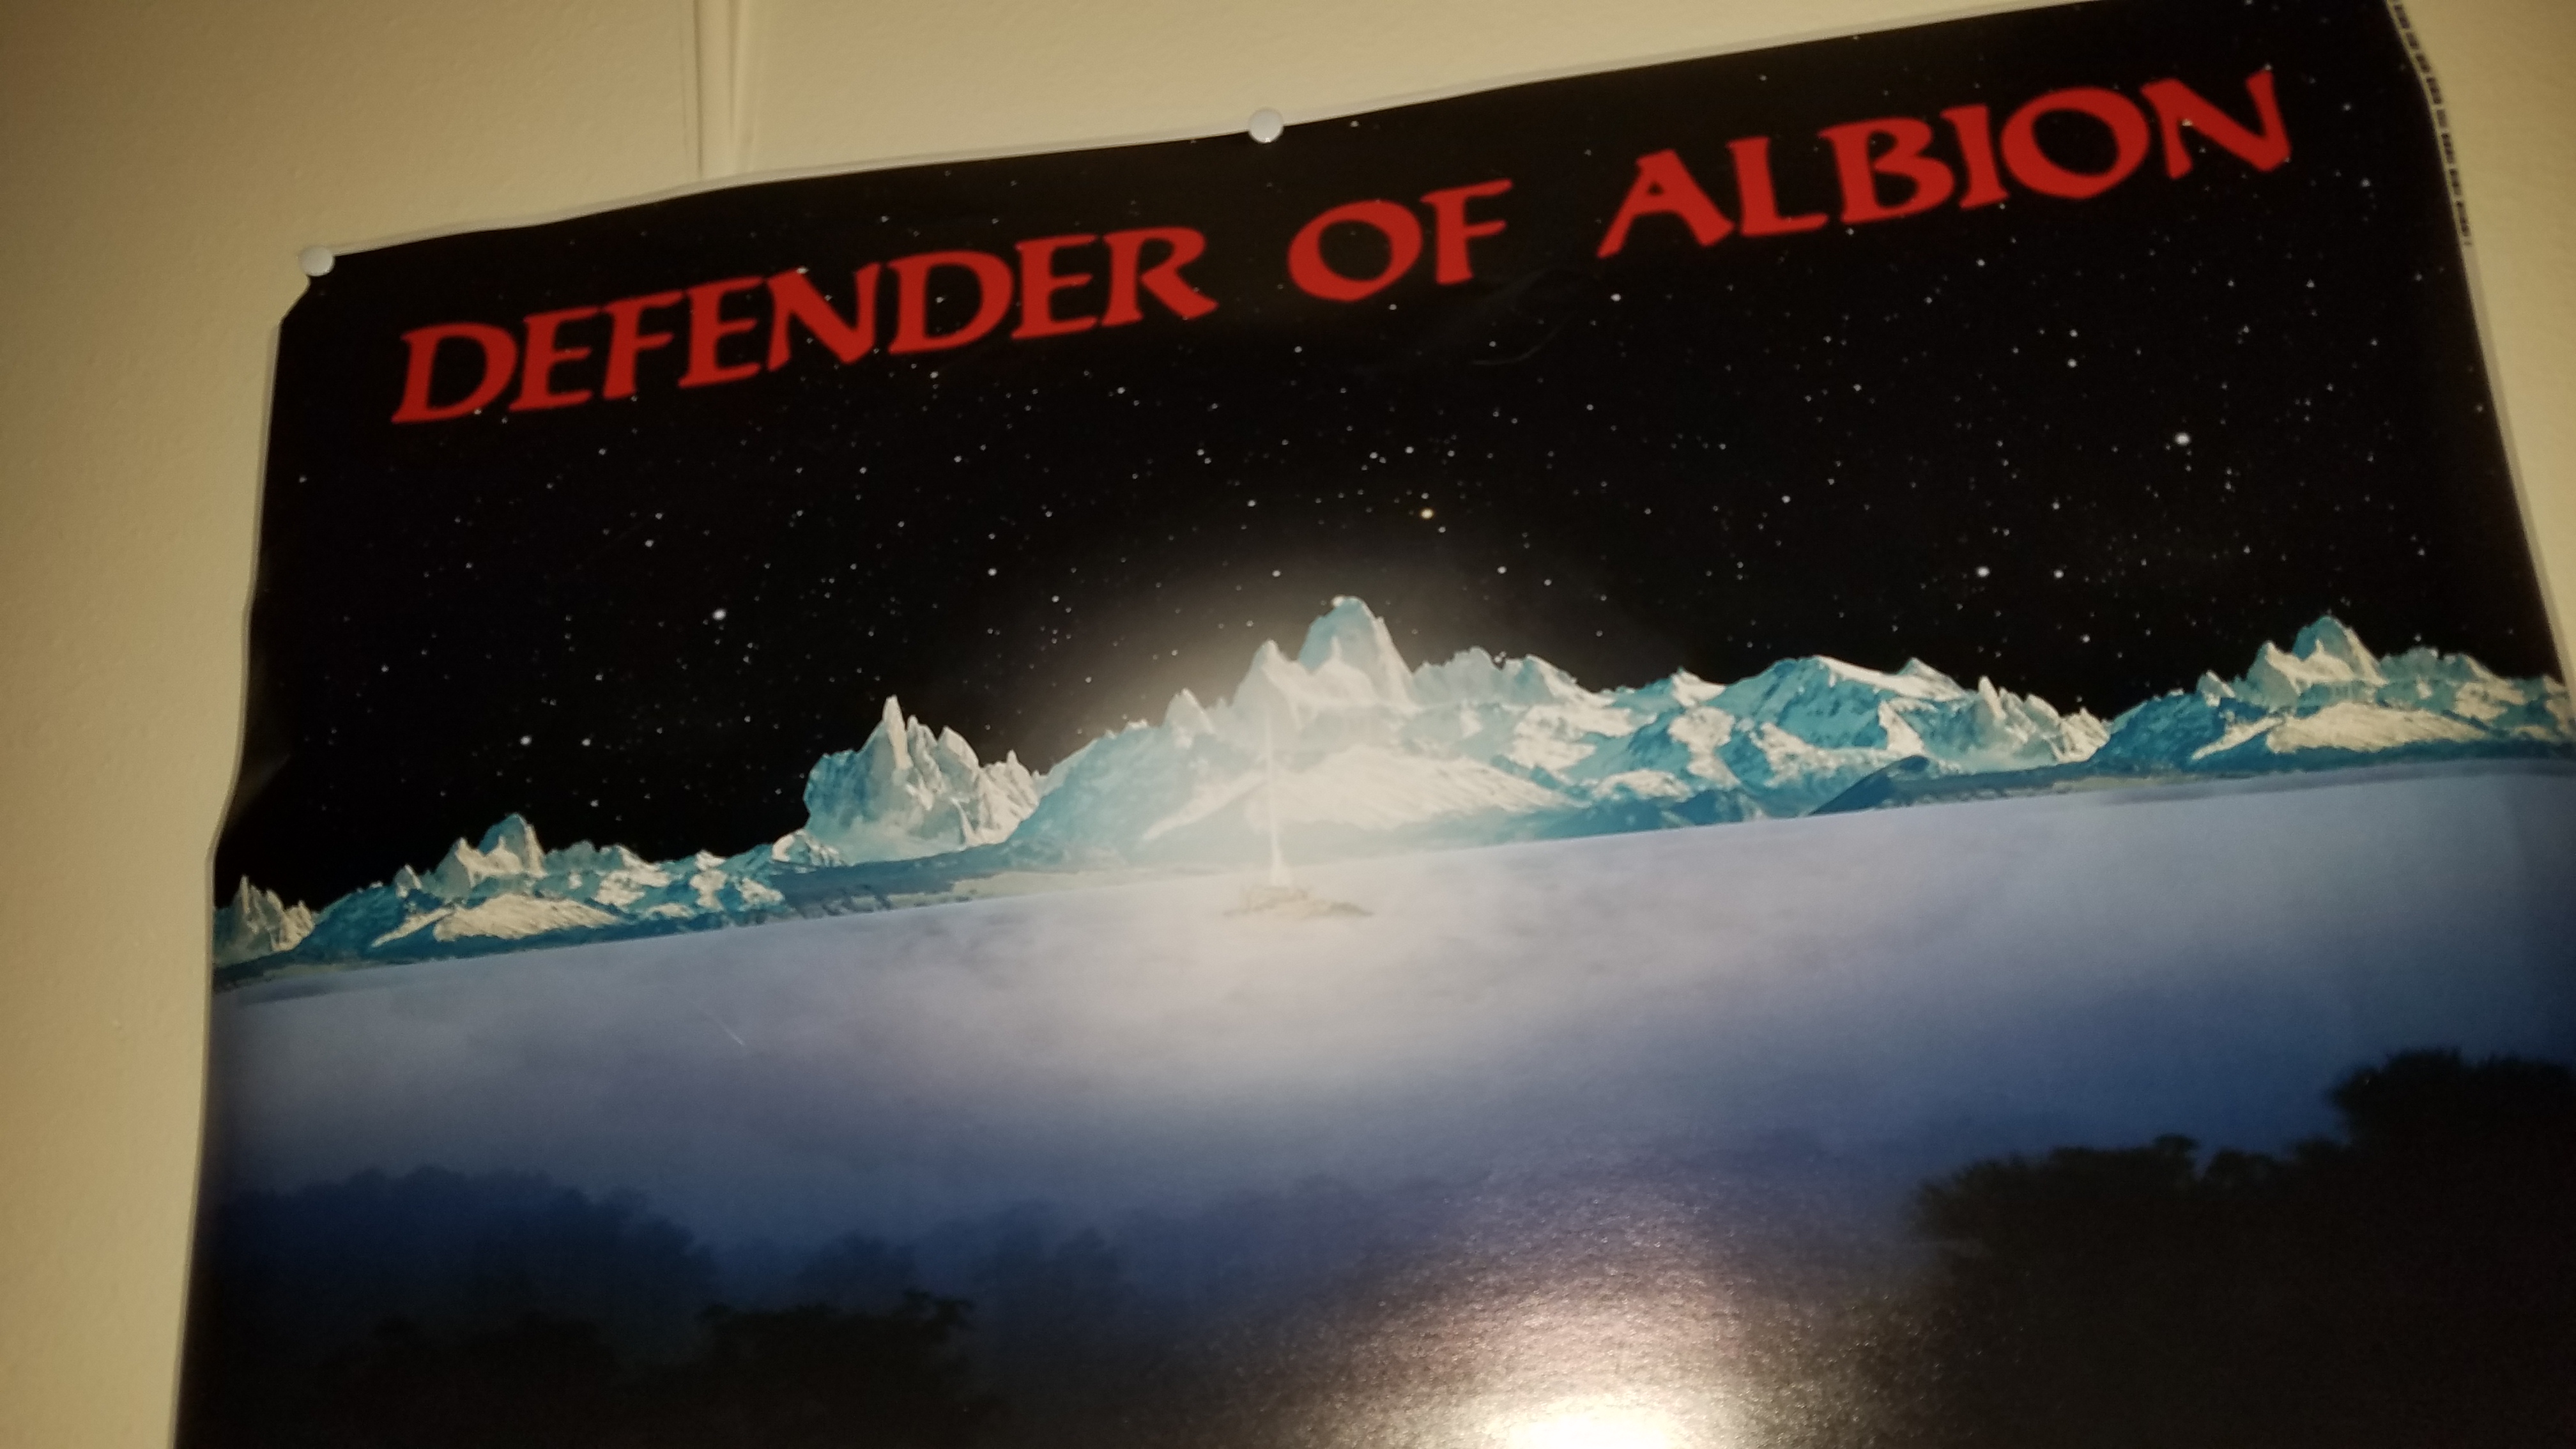 DEFENDER OF ALBION